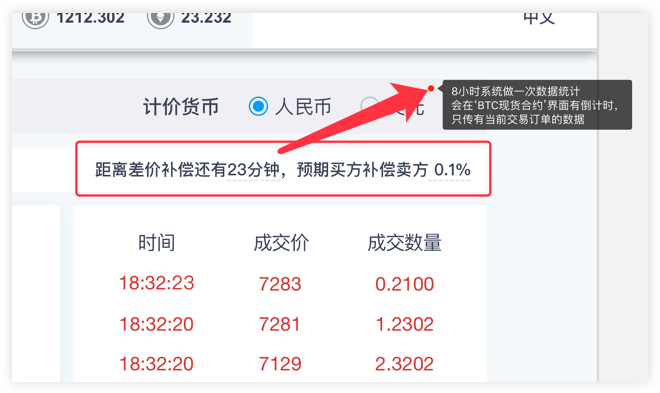 1212.302 23.232 中文
计价货币 人民币
8小时系统做一次数据统计
会在'BTC现货合约'界面有倒计时,
只传有当前交易订单的数据
距离差价补偿还有23分钟，预期买方补偿卖方 0.1%
时间 成交价 成交数量
18:32:23 7283 0.2100
18:32:20 7281 1.2302
18:32:20 7129 2.3202